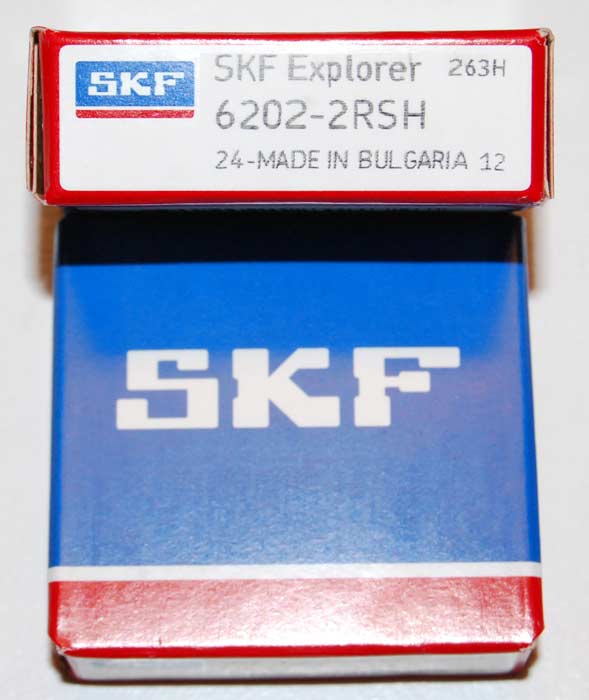 SKF
SKF Explorer 263H
6202-2RSH
24-MADE IN BULGARIA 12
SKF